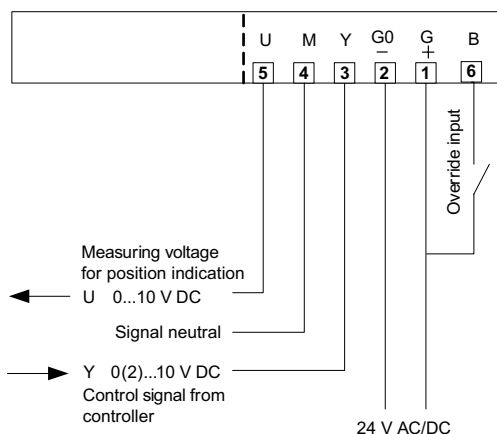 U M Y G0 G B
− +
5 4 3 2 1 6
Override input
Measuring voltage
for position indication
U 0...10 V DC
Signal neutral
Y 0(2)...10 V DC
Control signal from
controller
24 V AC/DC